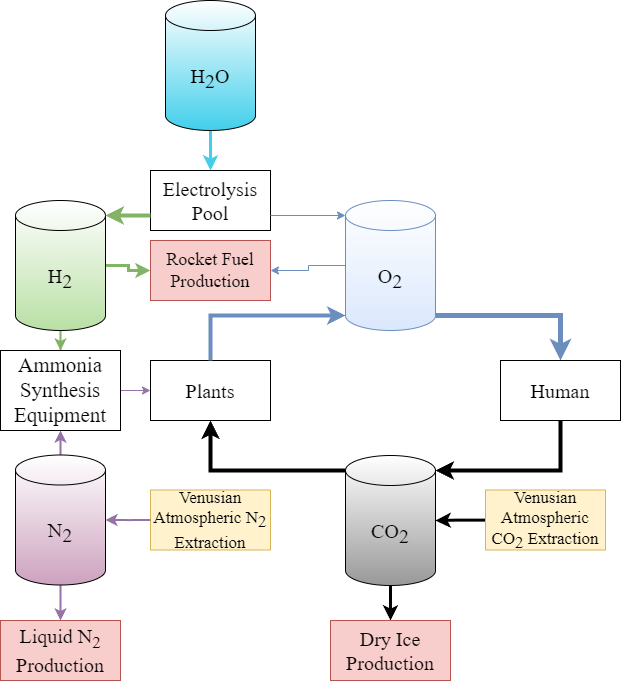 H2O
Electrolysis
Pool
H2
Rocket Fuel
Production
O2
Ammonia
Synthesis
Equipment
Plants
Human
N2
Venusian
Atmospheric N2
Extraction
CO2
Venusian
Atmospheric
CO2 Extraction
Liquid N2
Production
Dry Ice
Production